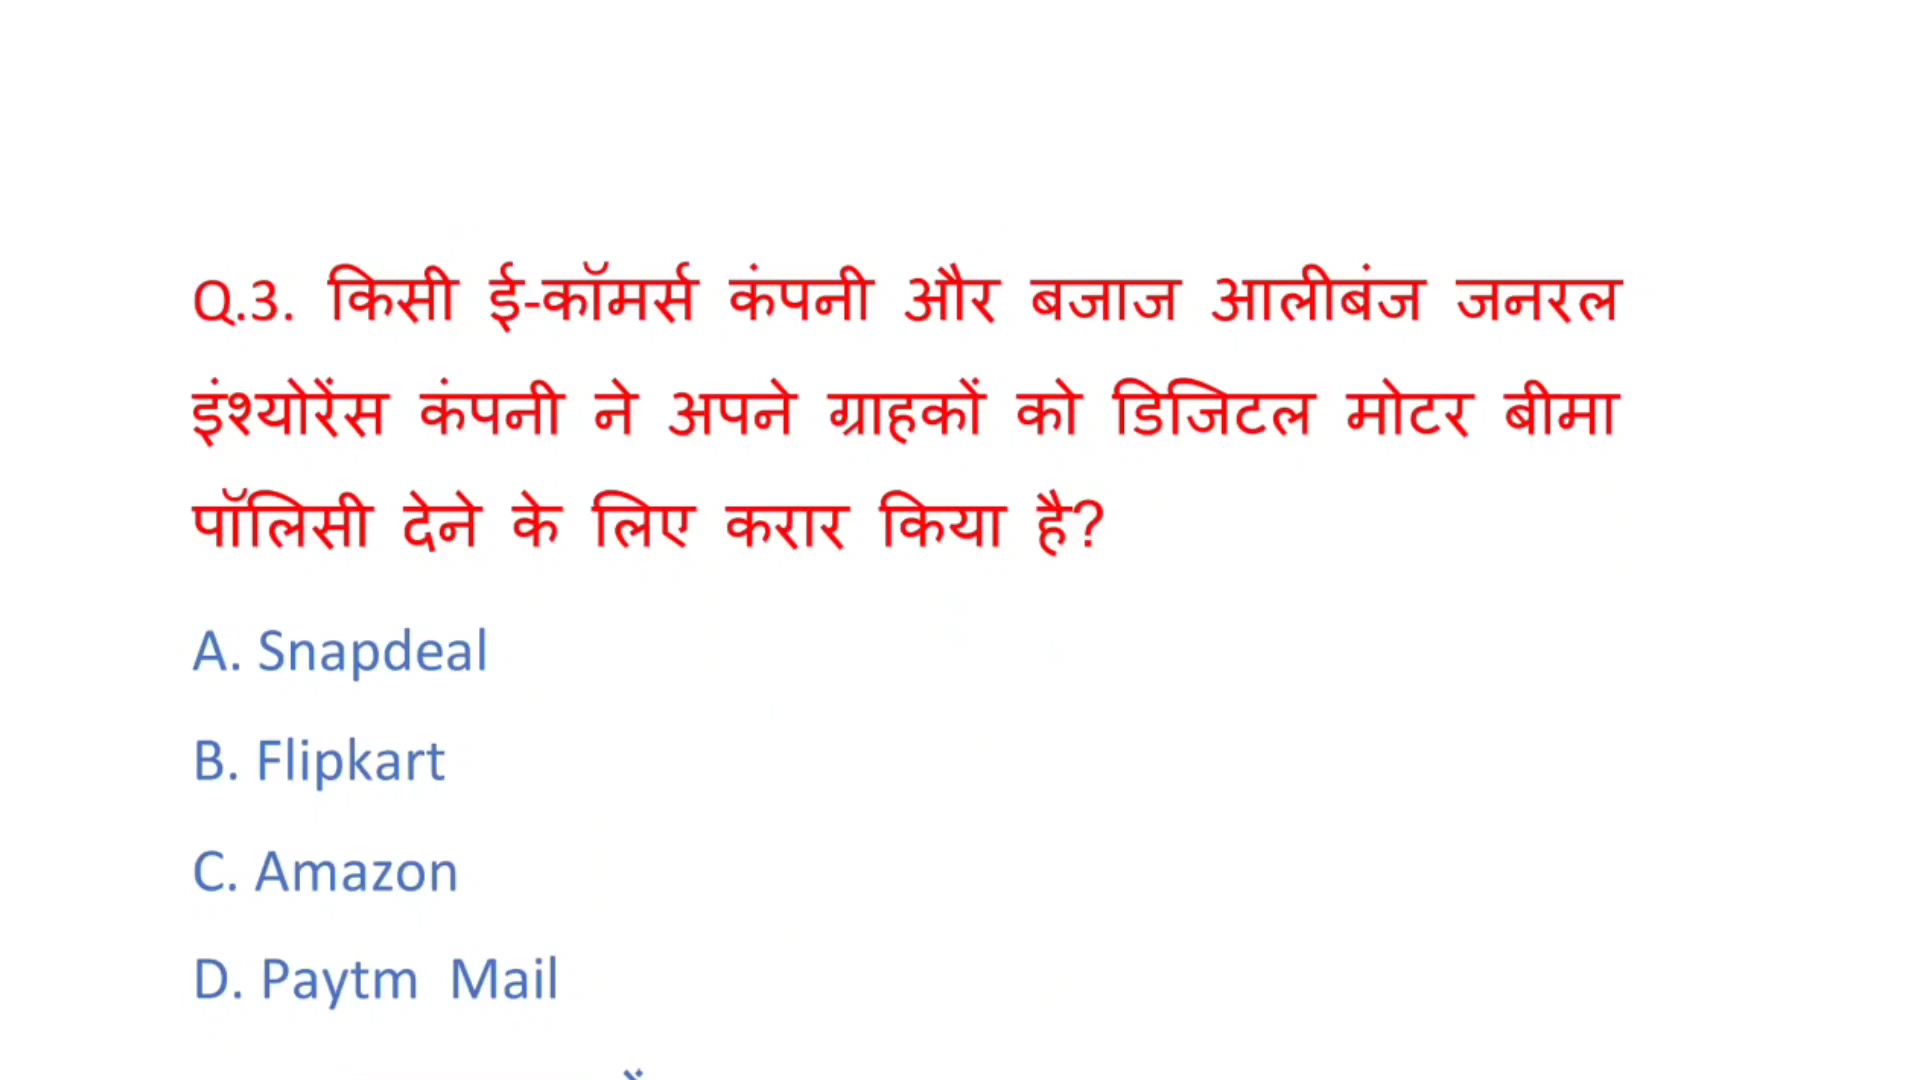 Q.3. किसी ई-कॉमर्स कंपनी और बजाज आलीबंज जनरल
इंश्योरेंस कंपनी ने अपने ग्राहकों को डिजिटल मोटर बीमा
पॉलिसी देने के लिए करार किया है?
A. Snapdeal
B. Flipkart
C. Amazon
D. Paytm Mail